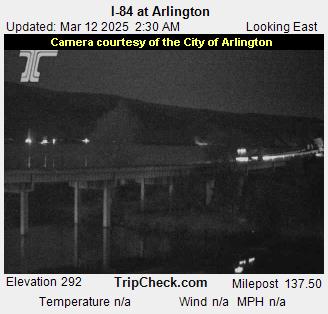 I-84 at Arlington
Updated: Mar 12 2025 2:30 AM Looking East
Camera courtesy of the City of Arlington
Elevation 292 TripCheck.com Milepost 137.50
Temperature n/a Wind n/a MPH n/a